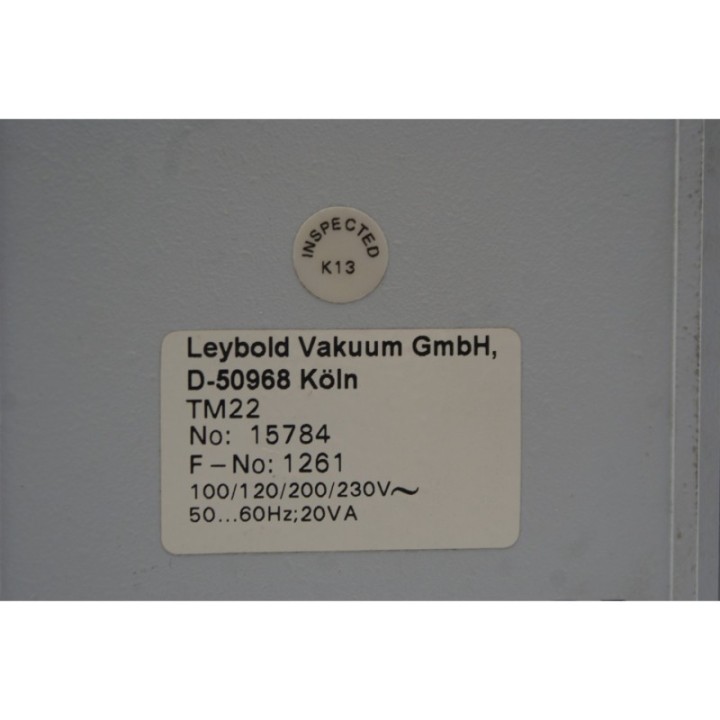 INSPECTED
K13
Leybold Vakuum GmbH,
D-50968 Köln
TM22
No: 15784
F – No: 1261
100/120/200/230V～
50...60Hz;20VA